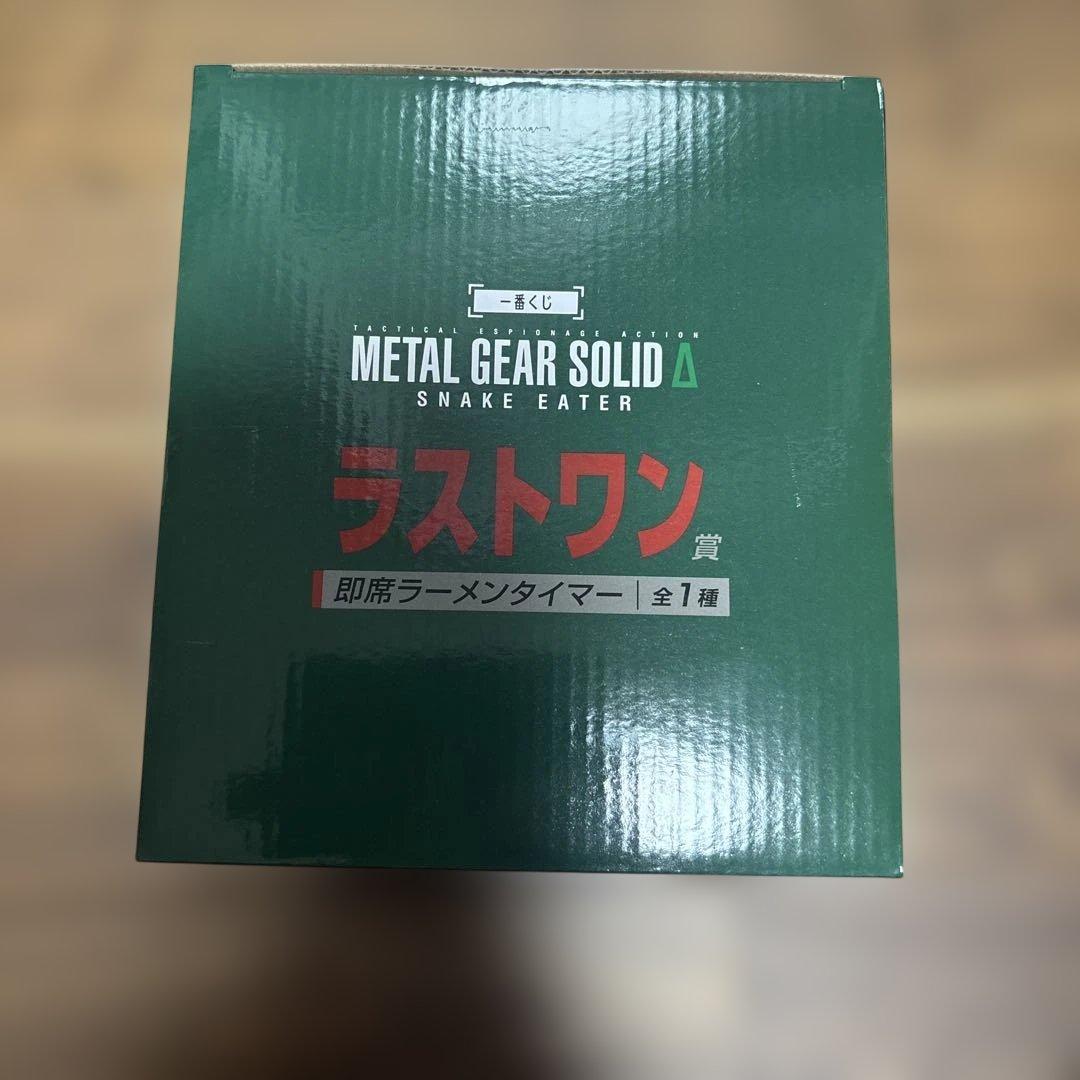 一番くじ
TACTICAL ESPIONAGE ACTION
METAL GEAR SOLID Δ
SNAKE EATER
ラストワン賞
即席ラーメンタイマー 全1種